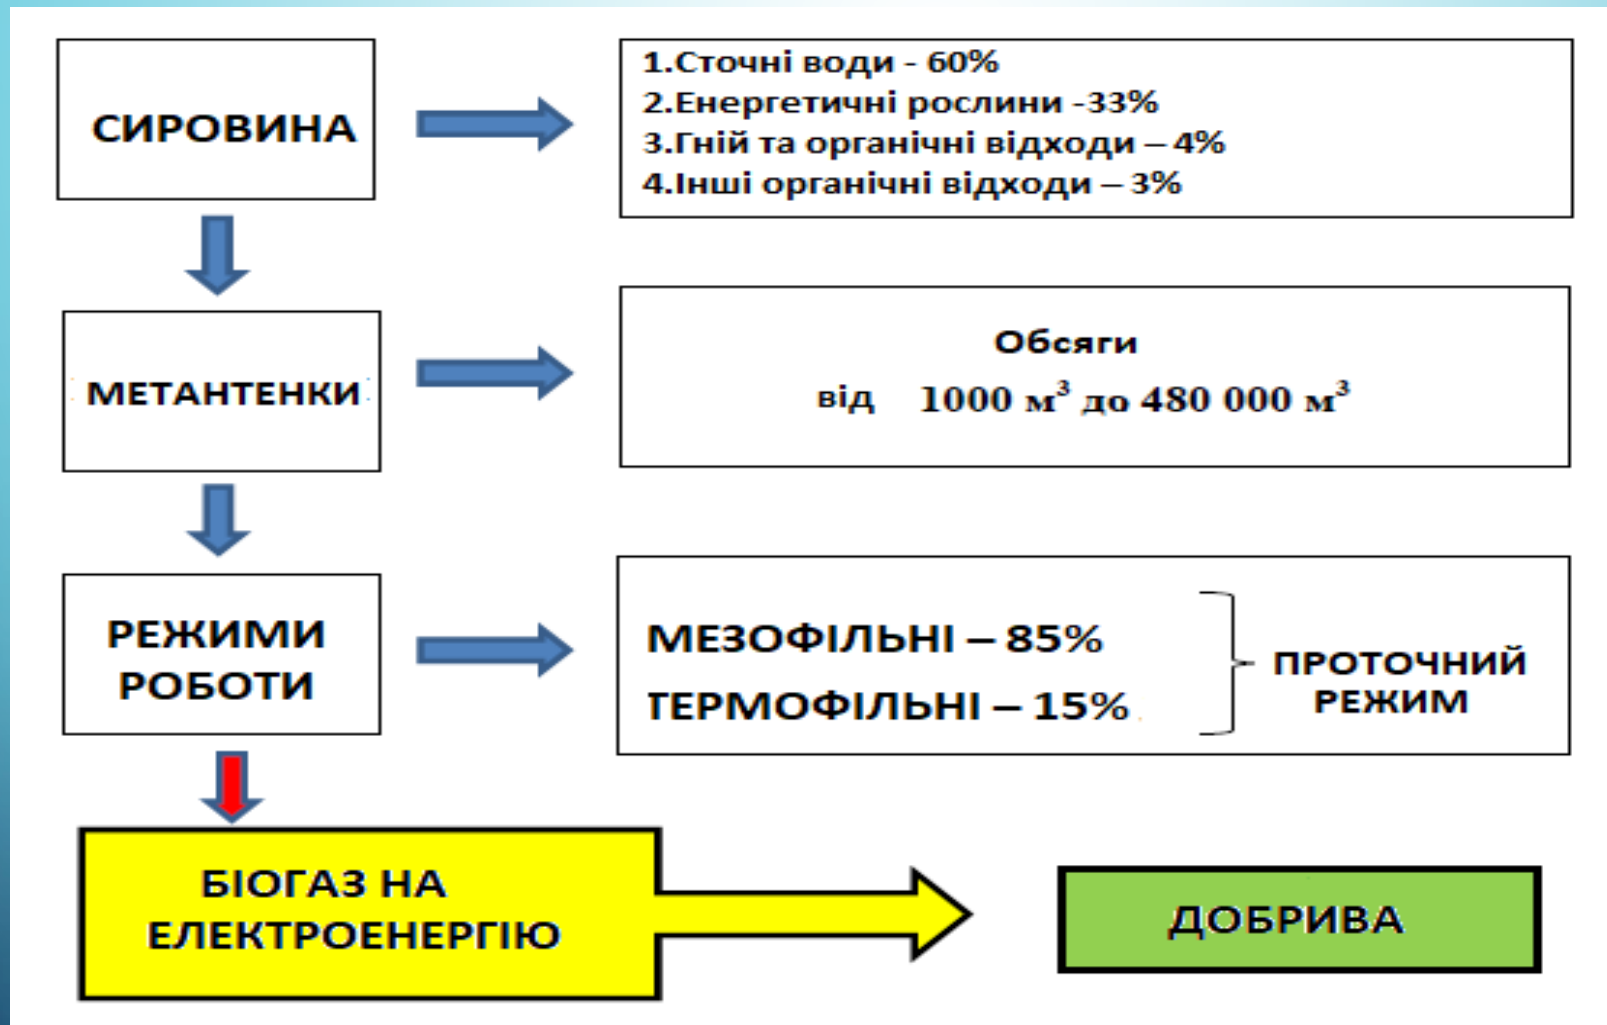 СИРОВИНА
1.Сточні води - 60%
2.Енергетичні рослини -33%
3.Гній та органічні відходи – 4%
4.Інші органічні відходи – 3%
МЕТАНТЕНКИ
Обсяги
від 1000 м³ до 480 000 м³
РЕЖИМИ
РОБОТИ
МЕЗОФІЛЬНІ – 85%
ТЕРМОФІЛЬНІ – 15%
ПРОТОЧНИЙ
РЕЖИМ
БІОГАЗ НА
ЕЛЕКТРОЕНЕРГІЮ
ДОБРИВА